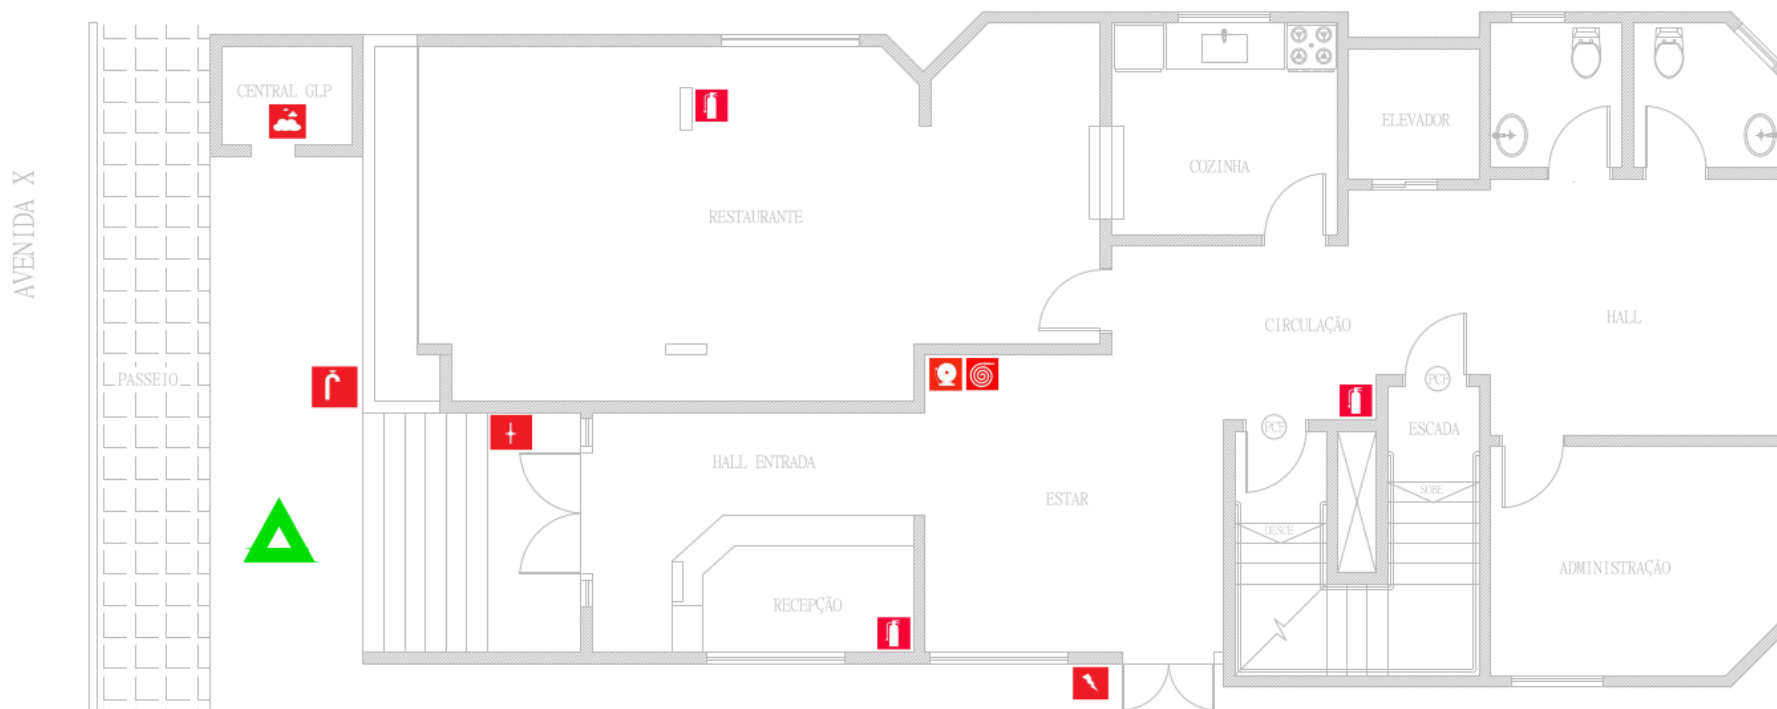 CENTRAL GLP
AVENIDA X
PASSEIO
RESTAURANTE
COZINHA
ELEVADOR
CIRCULAÇÃO
HALL
PCF
PCF
ESCADA
SOBE
DESCE
HALL ENTRADA
ESTAR
RECEPÇÃO
ADMINISTRAÇÃO